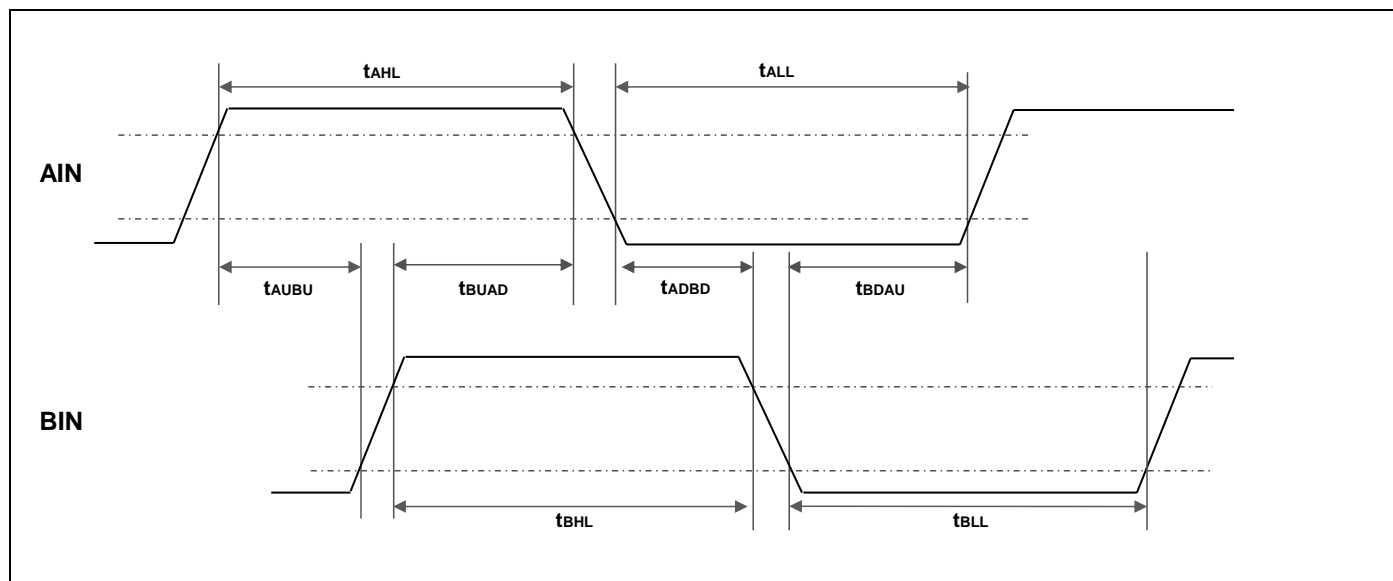 tAHL
tALL
AIN
tAUBU
tBUAD
tADBD
tBDAU
BIN
tBHL
tBLL